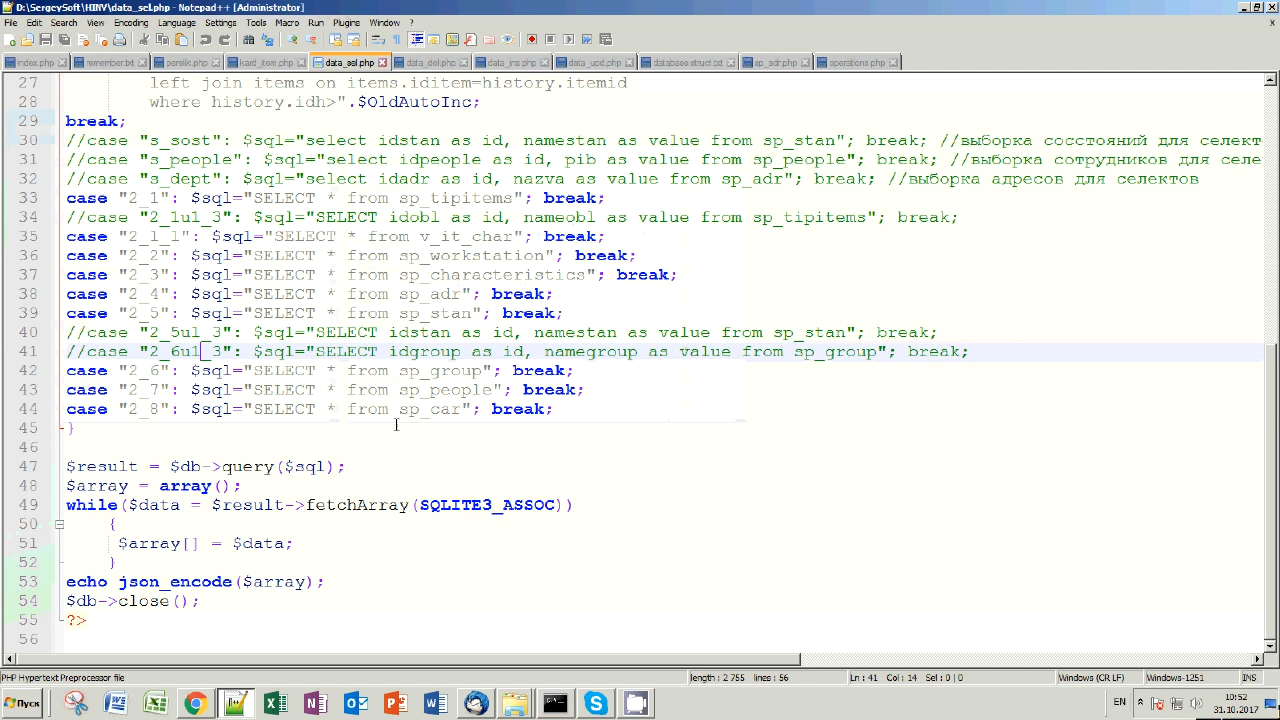 D:\SergeySoft\HINV\data_sel.php - Notepad++ [Administrator]
File Edit Search View Encoding Language Settings Tools Macro Run Plugins Window ?
index.php remember.txt perelik.php kard_item.php data_sel.php data_del.php data_ins.php data_upd.php database struct.txt sp_adr.php operations.php
27 left join items on items.iditem=history.itemid
28 where history.idh>".$OldAutoInc;
29 break;
30 //case "s_sost": $sql="select idstan as id, namestan as value from sp_stan"; break; //выборка сосстояний для селект
31 //case "s_people": $sql="select idpeople as id, pib as value from sp_people"; break; //выборка сотрудников для селе
32 //case "s_dept": $sql="select idadr as id, nazva as value from sp_adr"; break; //выборка адресов для селектов
33 case "2_1": $sql="SELECT * from sp_tipitems"; break;
34 //case "2_1ul_3": $sql="SELECT idobl as id, nameobl as value from sp_tipitems"; break;
35 case "2_1_1": $sql="SELECT * from v_it_char"; break;
36 case "2_2": $sql="SELECT * from sp_workstation"; break;
37 case "2_3": $sql="SELECT * from sp_characteristics"; break;
38 case "2_4": $sql="SELECT * from sp_adr"; break;
39 case "2_5": $sql="SELECT * from sp_stan"; break;
40 //case "2_5ul_3": $sql="SELECT idstan as id, namestan as value from sp_stan"; break;
41 //case "2_6ul_3": $sql="SELECT idgroup as id, namegroup as value from sp_group"; break;
42 case "2_6": $sql="SELECT * from sp_group"; break;
43 case "2_7": $sql="SELECT * from sp_people"; break;
44 case "2_8": $sql="SELECT * from sp_car"; break;
45 }
46
47 $result = $db->query($sql);
48 $array = array();
49 while($data = $result->fetchArray(SQLITE3_ASSOC))
50 {
51 $array[] = $data;
52 }
53 echo json_encode($array);
54 $db->close();
55 ?>
56
PHP Hypertext Preprocessor file length : 2 755 lines : 56 Ln : 41 Col : 14 Sel : 0 | 0 Windows (CR LF) Windows-1251 INS
Пуск EN 10:52
31.10.2017